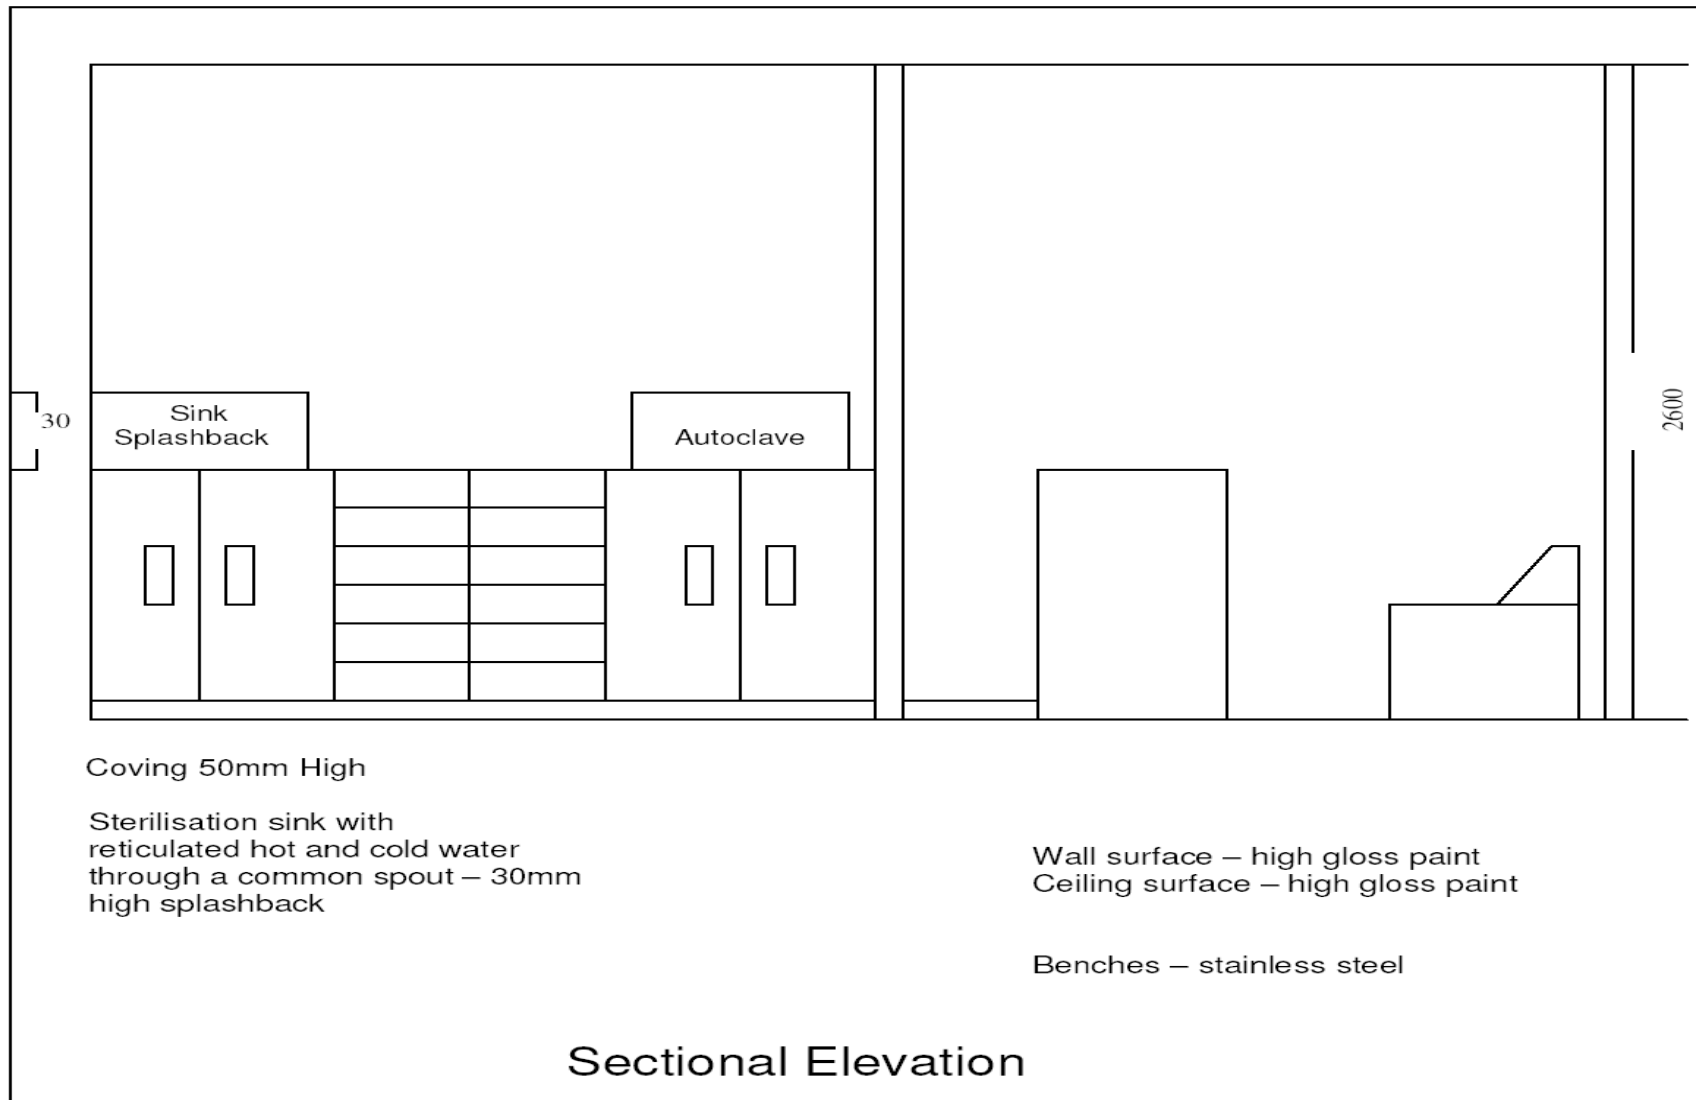 30
Sink
Splashback
Autoclave
2600
Coving 50mm High
Sterilisation sink with
reticulated hot and cold water
through a common spout – 30mm
high splashback
Wall surface – high gloss paint
Ceiling surface – high gloss paint
Benches – stainless steel
Sectional Elevation